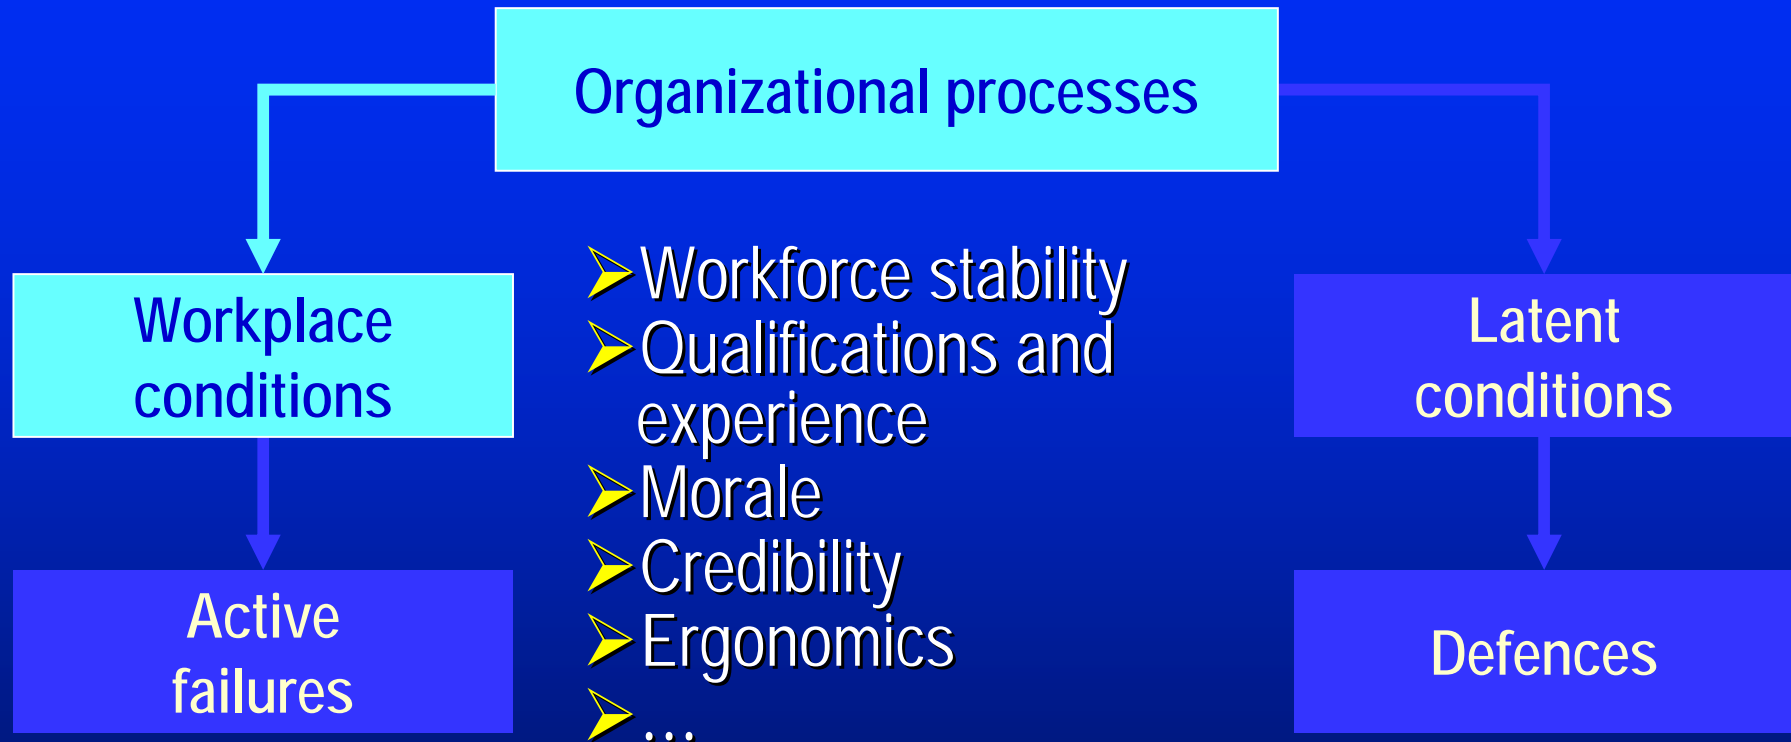 Organizational processes
Workplace
conditions
➢Workforce stability
➢Qualifications and
experience
➢Morale
➢Credibility
➢Ergonomics
➢...
Latent
conditions
Active
failures
Defences